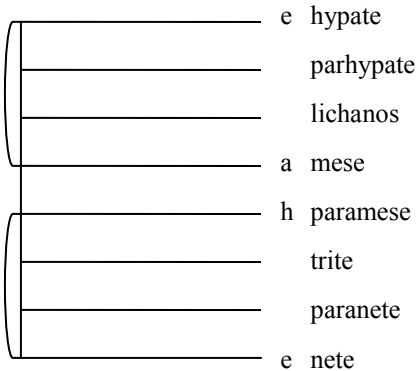 e hypate
parhypate
lichanos
a mese
h paramese
trite
paranete
e nete